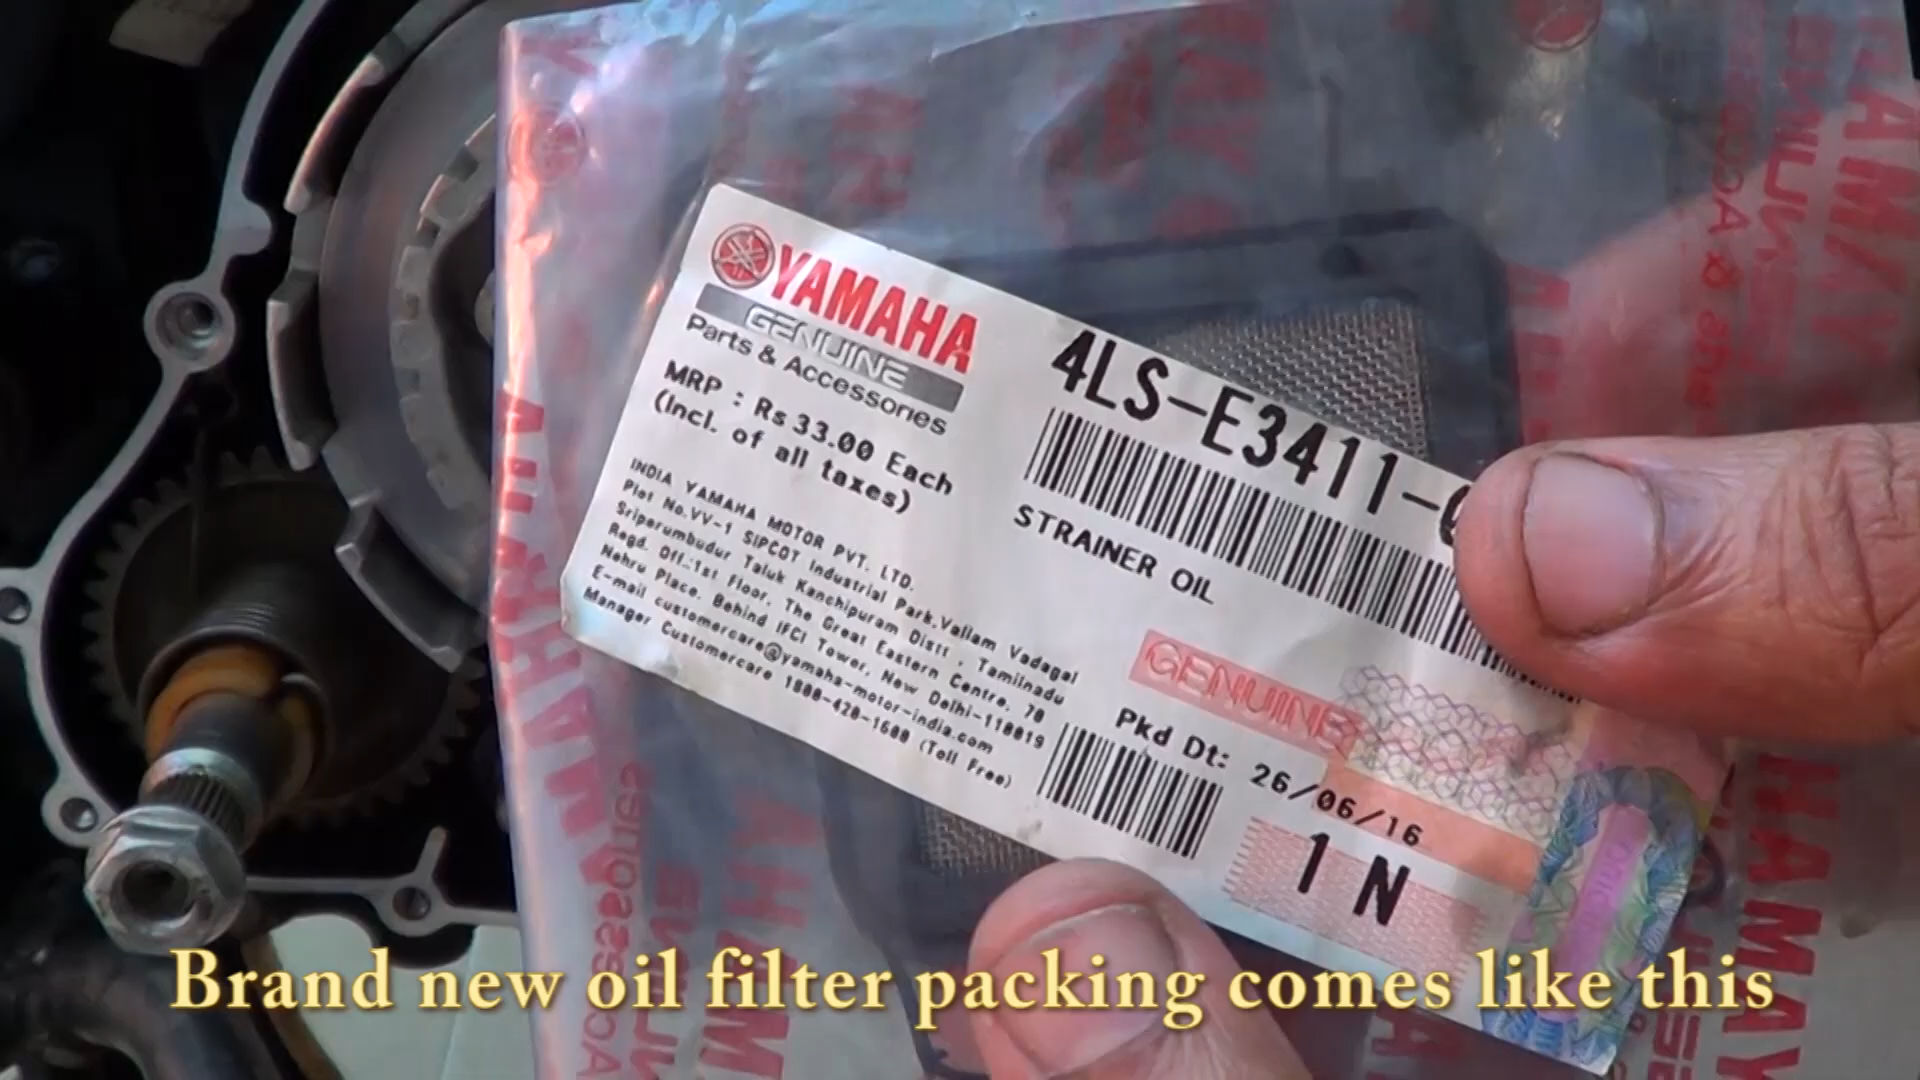 YAMAHA
GENUINE
Parts & Accessories
MRP : Rs 33.00 Each
(Incl. of all taxes)
INDIA YAMAHA MOTOR PVT. LTD.
Plot No.VV-1 SIPCOT Industrial Park.Vallam Vadagal
Sriperumbudur Taluk Kanchipuram Distt , Tamilnadu
Regd. Off.:1st Floor, The Great Eastern Centre, 70
Nehru Place, Behind IFCI Tower, New Delhi-110019
E-mail customercare@yamaha-motor-india.com
Manager Customercare 1800-420-1600 (Toll Free)
4LS-E3411-
STRAINER OIL
GENUINE
Pkd Dt: 26/06/16
1 N
YAMAHA
Accessories
Brand new oil filter packing comes like this